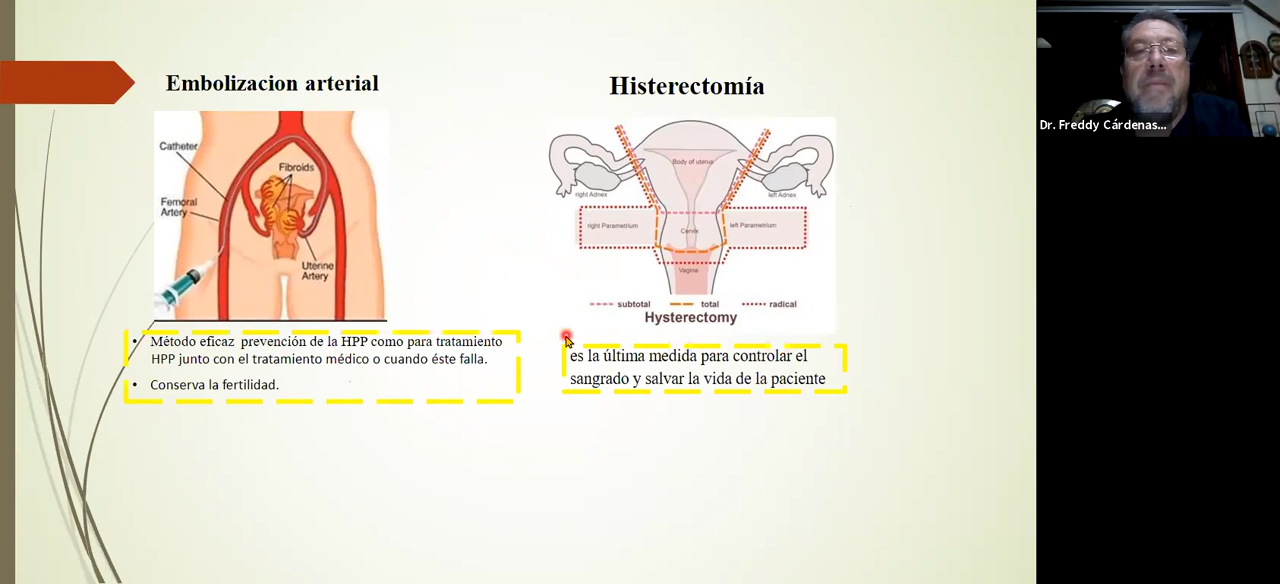 Embolizacion arterial
Catheter
Fibroids
Femoral
Artery
Uterine
Artery
• Método eficaz prevención de la HPP como para tratamiento
HPP junto con el tratamiento médico o cuando éste falla.
• Conserva la fertilidad.
Histerectomía
Body of uterus
right Adnex
left Adnex
right Parametrium
Cervix
left Parametrium
Vagina
subtotal total radical
Hysterectomy
es la última medida para controlar el
sangrado y salvar la vida de la paciente
Dr. Freddy Cárdenas...